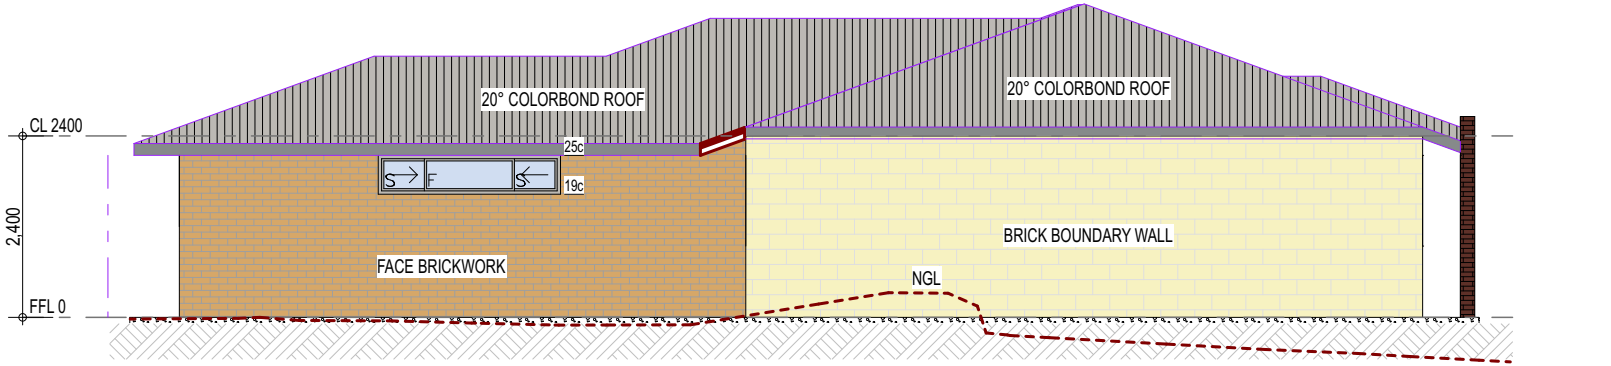 20° COLORBOND ROOF
20° COLORBOND ROOF
CL 2400
25c
S F S
19c
2,400
BRICK BOUNDARY WALL
FACE BRICKWORK
NGL
FFL 0